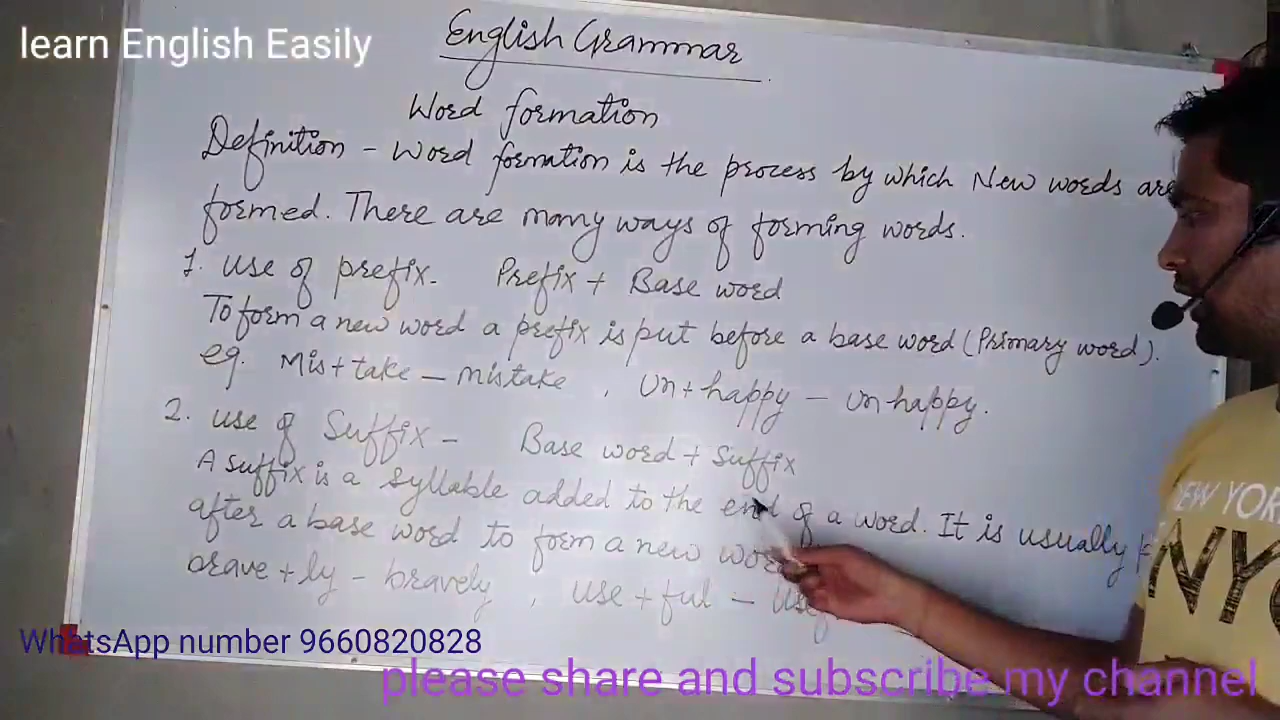 learn English Easily
English Grammar
Word formation
Definition - Word formation is the process by which New words are
formed. There are many ways of forming words.
1. Use of prefix. Prefix + Base word
To form a new word a prefix is put before a base word (Primary word).
eg. Mis + take - mistake , Un + happy - unhappy.
2. Use of Suffix - Base word + Suffix
A suffix is a syllable added to the end of a word. It is usually
after a base word to form a new word
brave + ly - bravely , use + ful -
NEW YOR
NYC
WhatsApp number 9660820828
please share and subscribe my channel